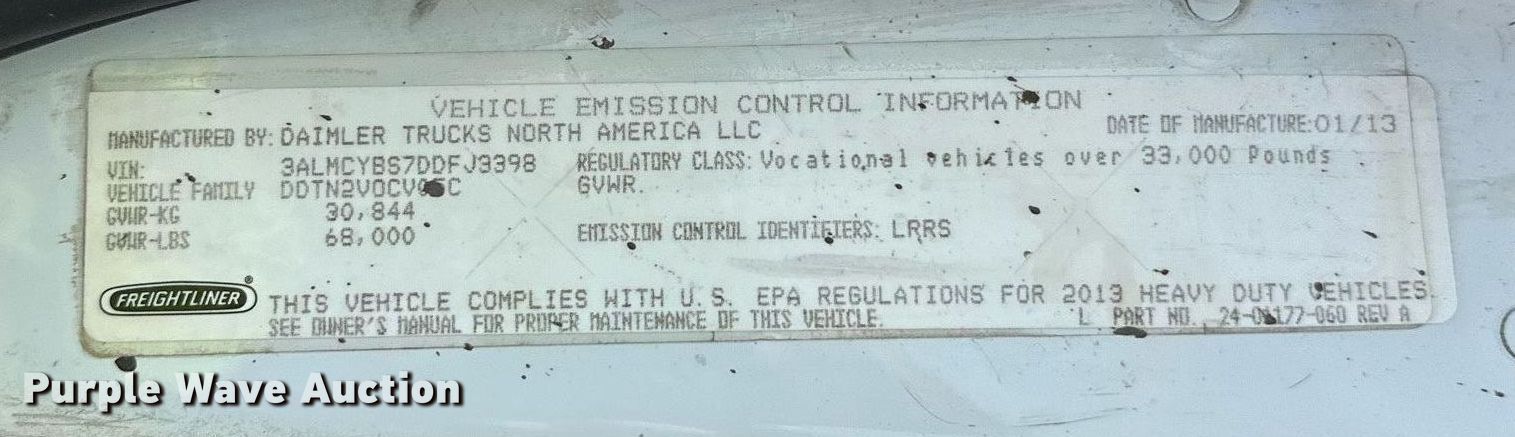 VEHICLE EMISSION CONTROL INFORMATION
MANUFACTURED BY: DAIMLER TRUCKS NORTH AMERICA LLC
DATE OF MANUFACTURE:01/13
VIN: 3ALMCYBS7DDFJ3398
REGULATORY CLASS: Vocational vehicles over 33,000 Pounds
GVWR.
VEHICLE FAMILY
GVWR-KG 30,844
GVWR-LBS 68,000
EMISSION CONTROL IDENTIFIERS: LRRS
FREIGHTLINER®
THIS VEHICLE COMPLIES WITH U.S. EPA REGULATIONS FOR 2013 HEAVY DUTY VEHICLES.
SEE OWNER'S MANUAL FOR PROPER MAINTENANCE OF THIS VEHICLE.
L PART NO. REV A
Purple Wave Auction